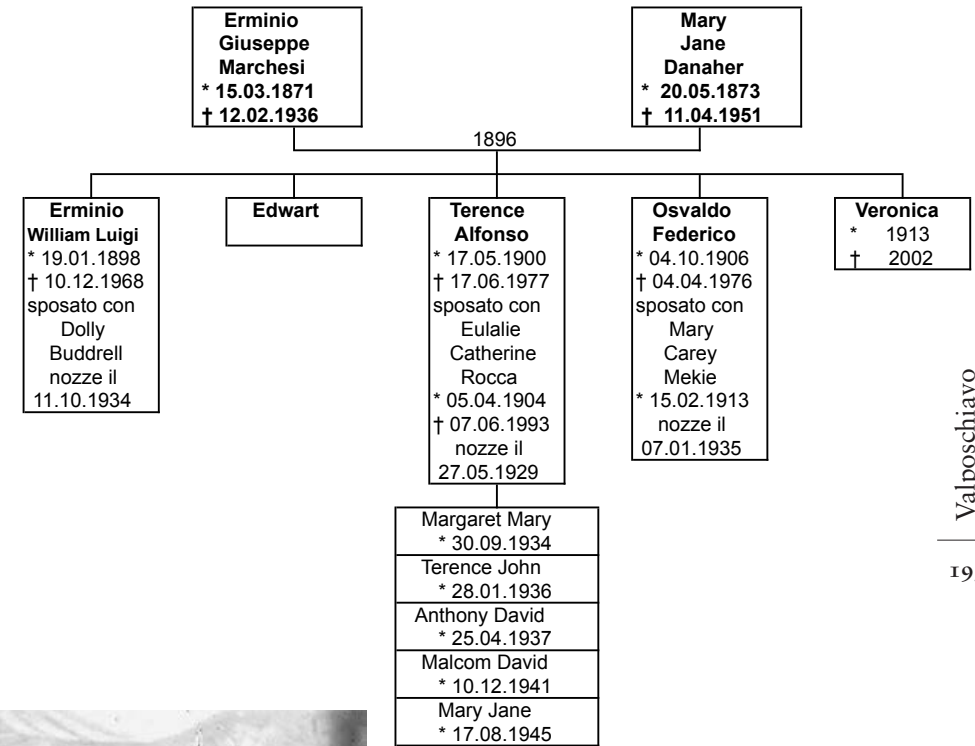 Erminio
Giuseppe
Marchesi
* 15.03.1871
† 12.02.1936
Mary
Jane
Danaher
* 20.05.1873
† 11.04.1951
1896
Erminio
William Luigi
* 19.01.1898
† 10.12.1968
sposato con
Dolly
Buddrell
nozze il
11.10.1934
Edwart
Terence
Alfonso
* 17.05.1900
† 17.06.1977
sposato con
Eulalie
Catherine
Rocca
* 05.04.1904
† 07.06.1993
nozze il
27.05.1929
Osvaldo
Federico
* 04.10.1906
† 04.04.1976
sposato con
Mary
Carey
Mekie
* 15.02.1913
nozze il
07.01.1935
Veronica
* 1913
† 2002
Margaret Mary
* 30.09.1934
Terence John
* 28.01.1936
Anthony David
* 25.04.1937
Malcom David
* 10.12.1941
Mary Jane
* 17.08.1945
Valposchiavo